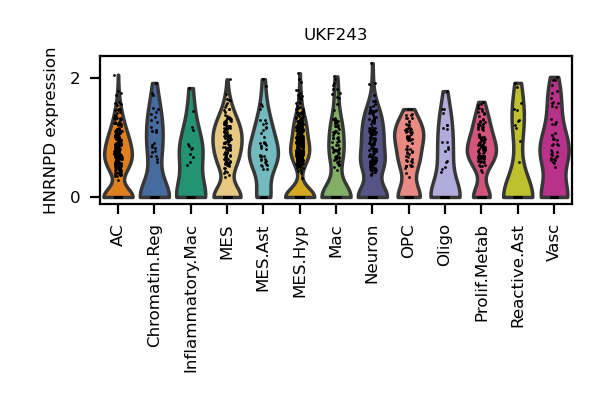 UKF243
HNRNPD expression
2
0
AC
Chromatin.Reg
Inflammatory.Mac
MES
MES.Ast
MES.Hyp
Mac
Neuron
OPC
Oligo
Prolif.Metab
Reactive.Ast
Vasc